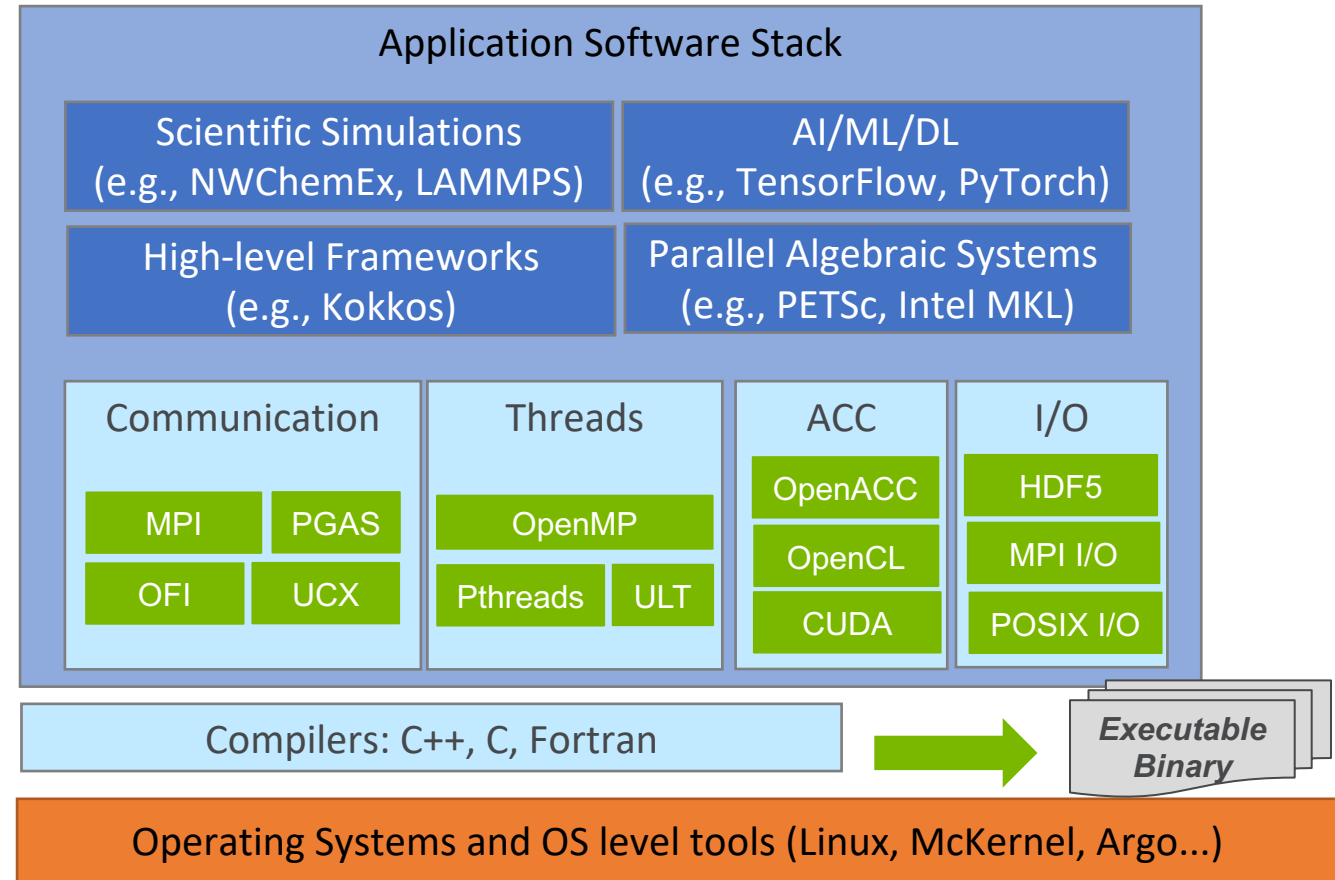 Application Software Stack
Scientific Simulations
(e.g., NWChemEx, LAMMPS)
AI/ML/DL
(e.g., TensorFlow, PyTorch)
High-level Frameworks
(e.g., Kokkos)
Parallel Algebraic Systems
(e.g., PETSc, Intel MKL)
Communication
MPI
PGAS
OFI
UCX
Threads
OpenMP
Pthreads
ULT
ACC
OpenACC
OpenCL
CUDA
I/O
HDF5
MPI I/O
POSIX I/O
Compilers: C++, C, Fortran
Executable
Binary
Operating Systems and OS level tools (Linux, McKernel, Argo...)